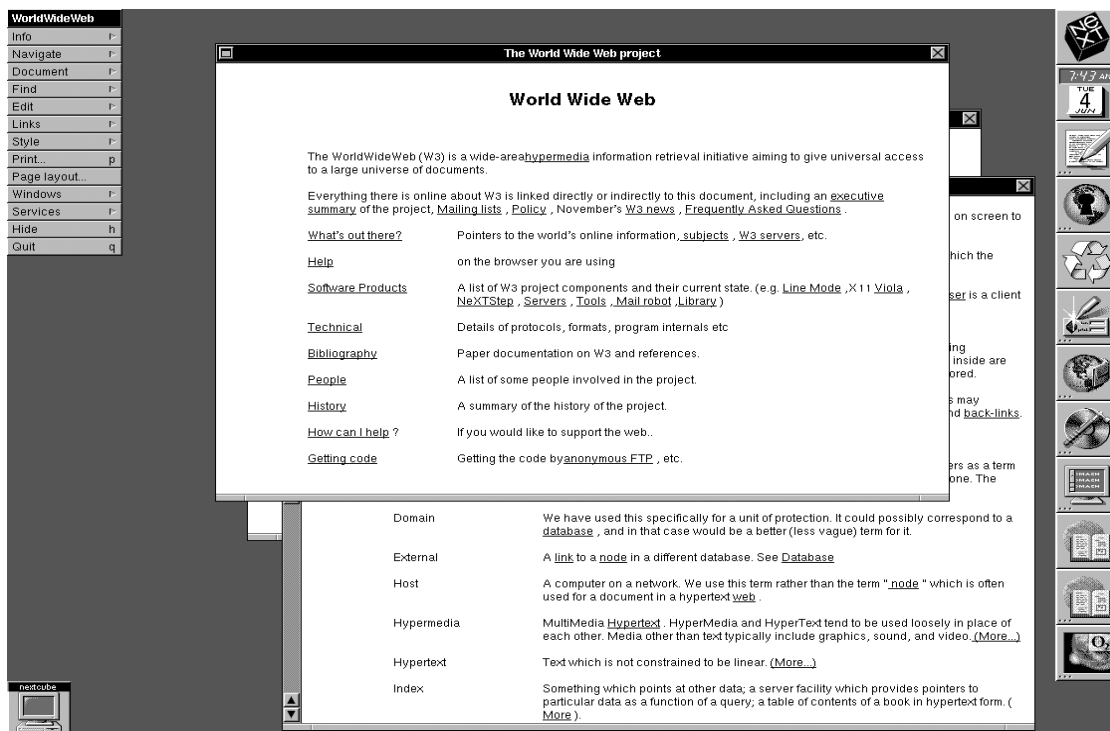 WorldWideWeb
Info
Navigate
Document
Find
Edit
Links
Style
Print... p
Page layout...
Windows
Services
Hide h
Quit q
The World Wide Web project
World Wide Web
The WorldWideWeb (W3) is a wide-areahypermedia information retrieval initiative aiming to give universal access
to a large universe of documents.
Everything there is online about W3 is linked directly or indirectly to this document, including an executive
summary of the project, Mailing lists , Policy , November's W3 news , Frequently Asked Questions .
What's out there? Pointers to the world's online information, subjects , W3 servers, etc.
Help on the browser you are using
Software Products A list of W3 project components and their current state. (e.g. Line Mode ,X11 Viola ,
NeXTStep , Servers , Tools , Mail robot ,Library )
Technical Details of protocols, formats, program internals etc
Bibliography Paper documentation on W3 and references.
People A list of some people involved in the project.
History A summary of the history of the project.
How can I help ? If you would like to support the web..
Getting code Getting the code byanonymous FTP , etc.
on screen to
hich the
ser is a client
ing
inside are
ored.
s may
nd back-links.
ers as a term
one. The
Domain We have used this specifically for a unit of protection. It could possibly correspond to a
database , and in that case would be a better (less vague) term for it.
External A link to a node in a different database. See Database
Host A computer on a network. We use this term rather than the term " node " which is often
used for a document in a hypertext web .
Hypermedia MultiMedia Hypertext . HyperMedia and HyperText tend to be used loosely in place of
each other. Media other than text typically include graphics, sound, and video. (More...)
Hypertext Text which is not constrained to be linear. (More...)
Index Something which points at other data; a server facility which provides pointers to
particular data as a function of a query; a table of contents of a book in hypertext form. (
More ).
nextcube
NeXT
7:43 AM
TUE
4
JUN